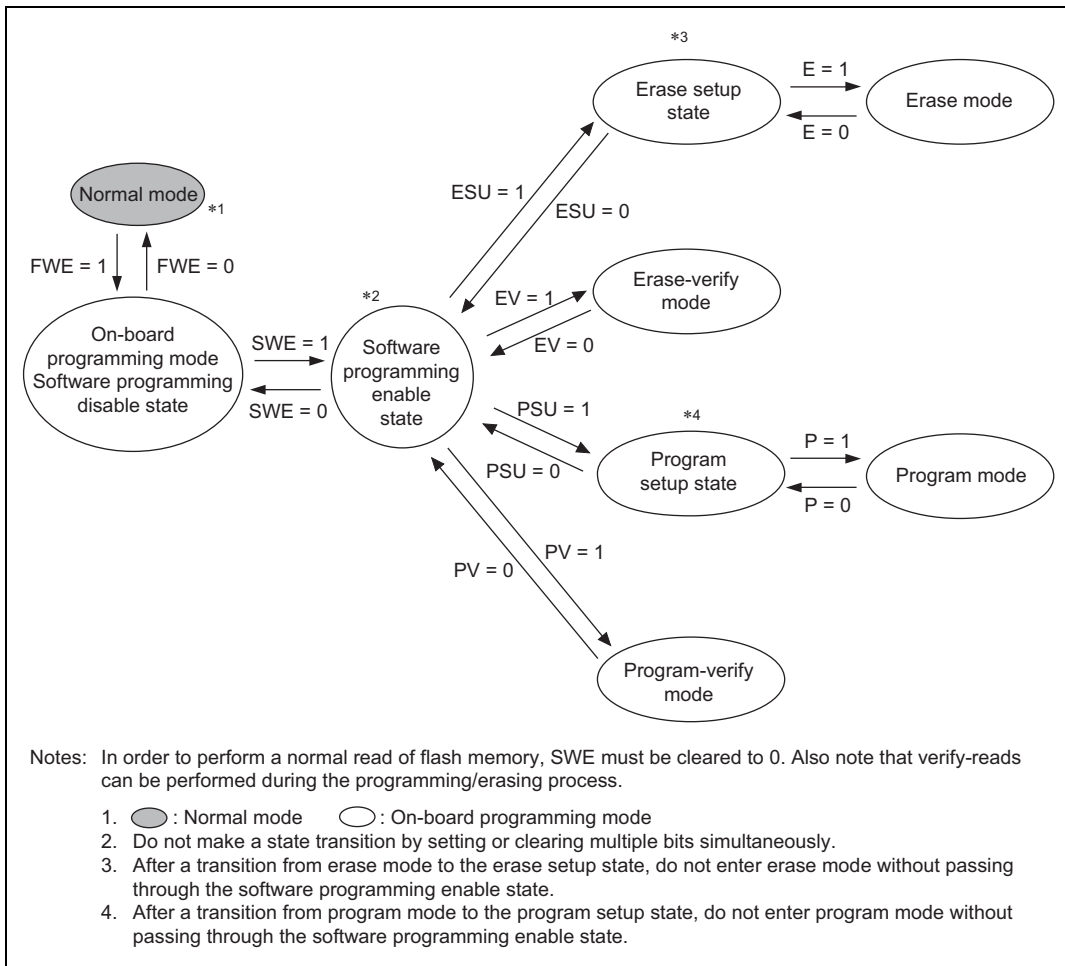 *3
Erase setup
state
E = 1
E = 0
Erase mode
Normal mode
*1
ESU = 1
ESU = 0
FWE = 1
FWE = 0
*2
EV = 1
EV = 0
Erase-verify
mode
On-board
programming mode
Software programming
disable state
SWE = 1
SWE = 0
Software
programming
enable
state
PSU = 1
PSU = 0
*4
Program
setup state
P = 1
P = 0
Program mode
PV = 1
PV = 0
Program-verify
mode
Notes: In order to perform a normal read of flash memory, SWE must be cleared to 0. Also note that verify-reads
can be performed during the programming/erasing process.
1. : Normal mode : On-board programming mode
2. Do not make a state transition by setting or clearing multiple bits simultaneously.
3. After a transition from erase mode to the erase setup state, do not enter erase mode without passing
through the software programming enable state.
4. After a transition from program mode to the program setup state, do not enter program mode without
passing through the software programming enable state.